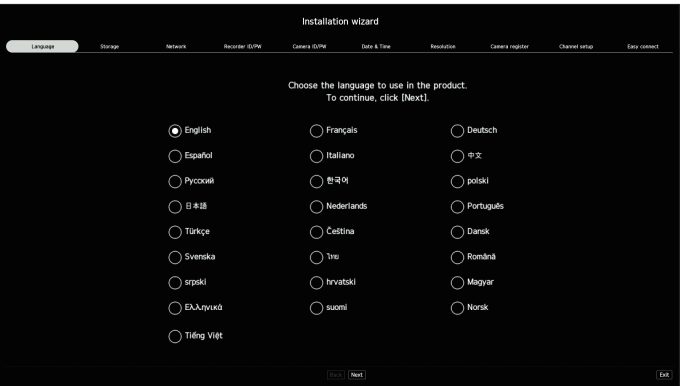 Installation wizard
Language Storage Network Recorder ID/PW Camera ID/PW Date & Time Resolution Camera register Channel setup Easy connect
Choose the language to use in the product.
To continue, click [Next].
English Français Deutsch
Español Italiano 中文
Русский 한국어 polski
日本語 Nederlands Português
Türkçe Čeština Dansk
Svenska ไทย Română
srpski hrvatski Magyar
Ελληνικά suomi Norsk
Tiếng Việt
Back Next Exit